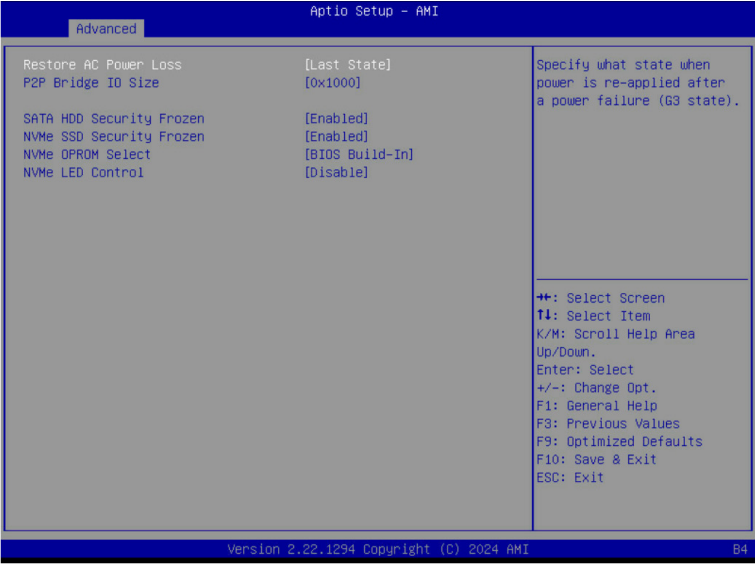 Aptio Setup – AMI
Advanced
Restore AC Power Loss [Last State]
P2P Bridge IO Size [0x1000]
SATA HDD Security Frozen [Enabled]
NVMe SSD Security Frozen [Enabled]
NVMe OPROM Select [BIOS Build-In]
NVMe LED Control [Disable]
Specify what state when
power is re-applied after
a power failure (G3 state).
→←: Select Screen
↑↓: Select Item
K/M: Scroll Help Area
Up/Down.
Enter: Select
+/-: Change Opt.
F1: General Help
F3: Previous Values
F9: Optimized Defaults
F10: Save & Exit
ESC: Exit
Version 2.22.1294 Copyright (C) 2024 AMI
B4